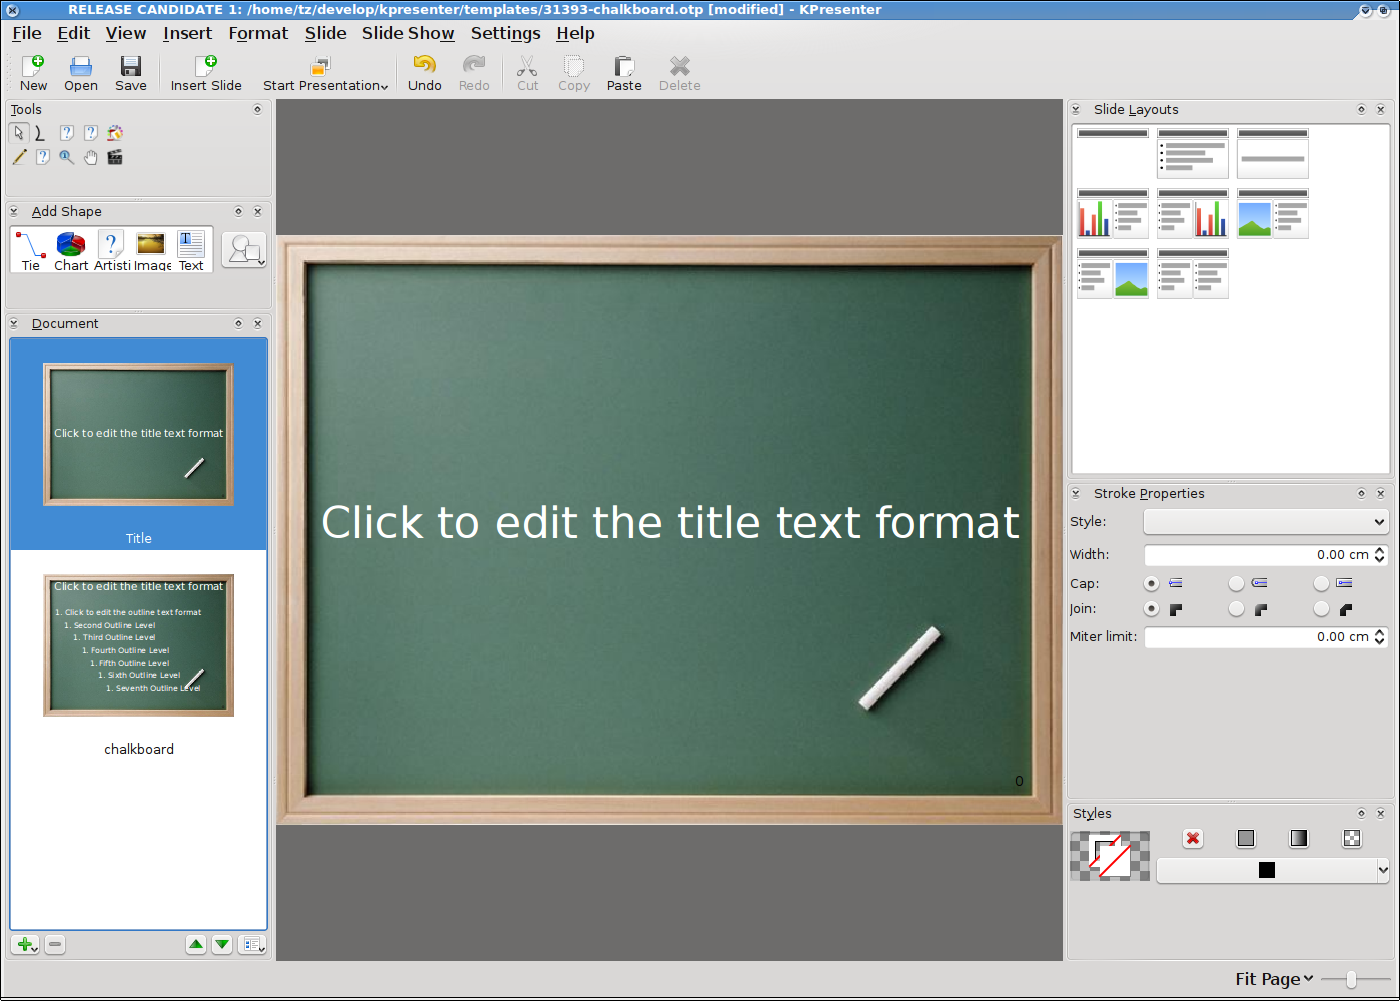 RELEASE CANDIDATE 1: /home/tz/develop/kpresenter/templates/31393-chalkboard.otp [modified] - KPresenter
File Edit View Insert Format Slide Slide Show Settings Help
New Open Save Insert Slide Start Presentation Undo Redo Cut Copy Paste Delete
Tools
Add Shape
Tie Chart Artisti Image Text
Document
Click to edit the title text format
Title
Click to edit the title text format
1. Click to edit the outline text format
1. Second Outline Level
1. Third Outline Level
1. Fourth Outline Level
1. Fifth Outline Level
1. Sixth Outline Level
1. Seventh Outline Level
chalkboard
Click to edit the title text format
0
Slide Layouts
Stroke Properties
Style:
Width: 0.00 cm
Cap:
Join:
Miter limit: 0.00 cm
Styles
Fit Page